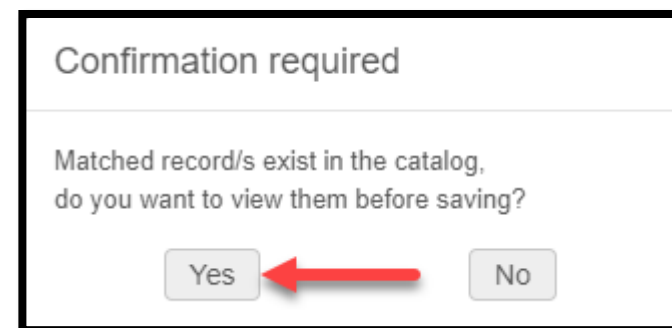 Confirmation required
Matched record/s exist in the catalog,
do you want to view them before saving?
Yes No